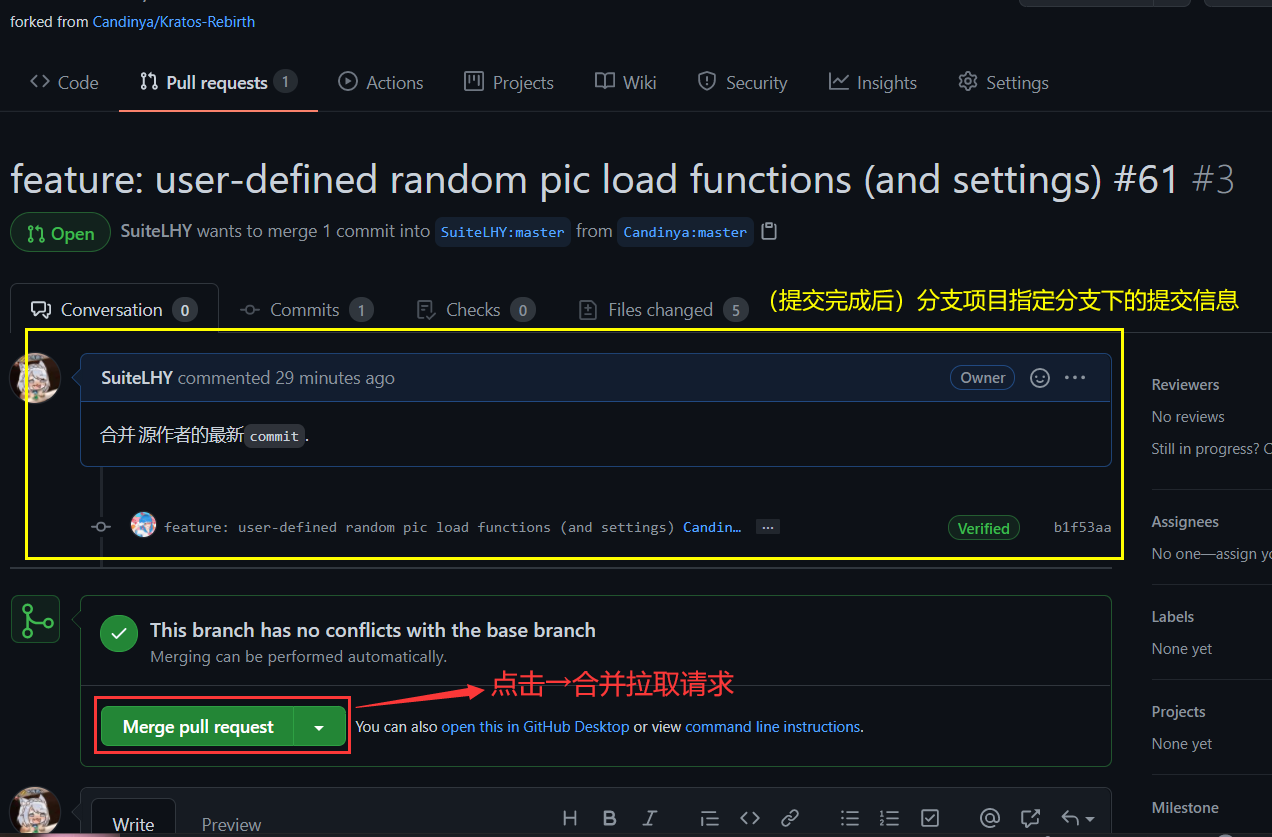 forked from Candinya/Kratos-Rebirth
Code Pull requests 1 Actions Projects Wiki Security Insights Settings
feature: user-defined random pic load functions (and settings) #61 #3
Open SuiteLHY wants to merge 1 commit into SuiteLHY:master from Candinya:master
Conversation 0 Commits 1 Checks 0 Files changed 5
（提交完成后）分支项目指定分支下的提交信息
SuiteLHY commented 29 minutes ago Owner
合并 源作者的最新 commit .
feature: user-defined random pic load functions (and settings) Candin… … Verified b1f53aa
Reviewers
No reviews
Still in progress?
Assignees
No one—assign
Labels
None yet
Projects
None yet
Milestone
This branch has no conflicts with the base branch
Merging can be performed automatically.
点击→合并拉取请求
Merge pull request You can also open this in GitHub Desktop or view command line instructions.
Write Preview